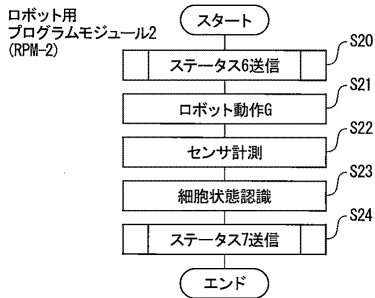 ロボット用
プログラムモジュール2
(RPM-2)
スタート
ステータス6送信
S20
ロボット動作G
S21
センサ計測
S22
細胞状態認識
S23
ステータス7送信
S24
エンド